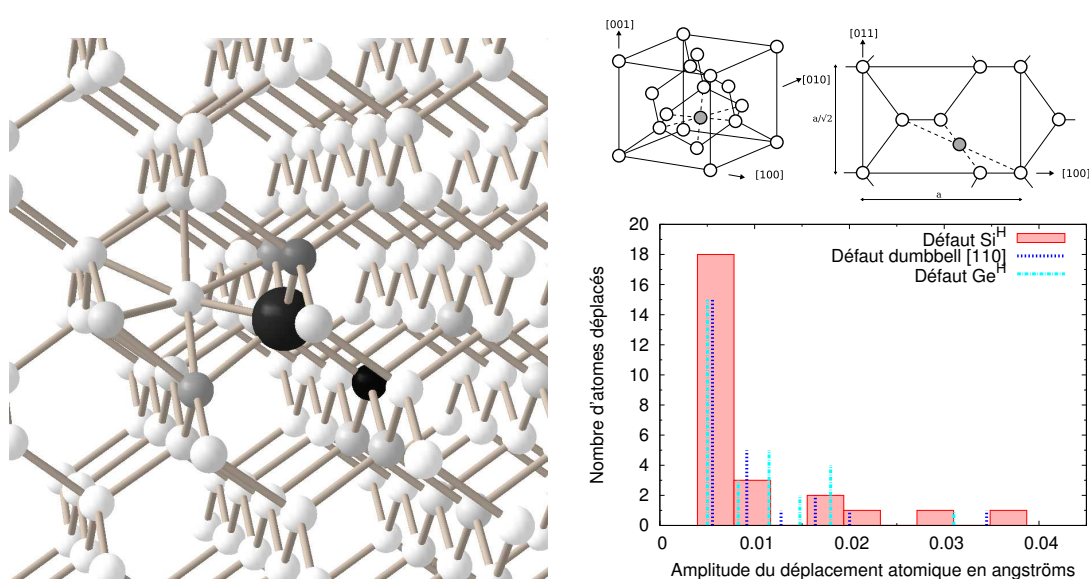 [001]
[010]
[100]
[011]
a/√2
[100]
a
Nombre d'atomes déplacés
20
18
16
14
12
10
8
6
4
2
0
Défaut Si^H
Défaut dumbbell [110]
Défaut Ge^H
0 0.01 0.02 0.03 0.04
Amplitude du déplacement atomique en angströms